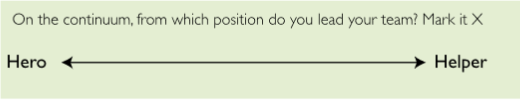 On the continuum, from which position do you lead your team? Mark it X
Hero Helper